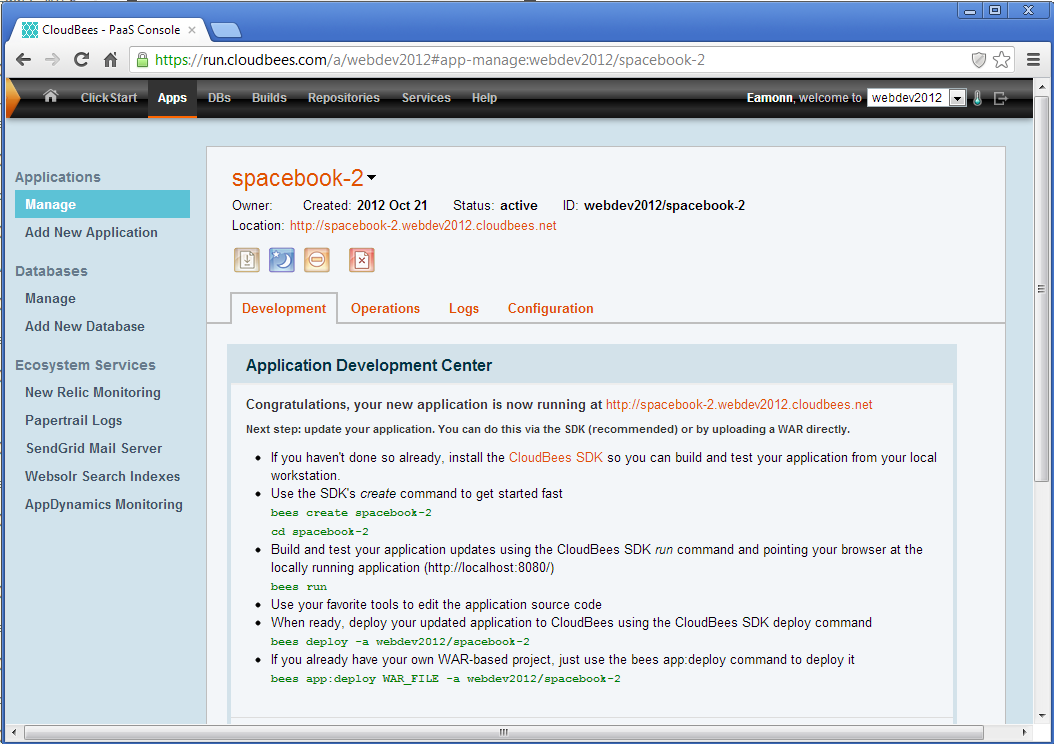 CloudBees - PaaS Console
https://run.cloudbees.com/a/webdev2012#app-manage:webdev2012/spacebook-2
ClickStart Apps DBs Builds Repositories Services Help Eamonn, welcome to webdev2012
Applications
Manage
Add New Application
Databases
Manage
Add New Database
Ecosystem Services
New Relic Monitoring
Papertrail Logs
SendGrid Mail Server
Websolr Search Indexes
AppDynamics Monitoring
spacebook-2
Owner: Created: 2012 Oct 21 Status: active ID: webdev2012/spacebook-2
Location: http://spacebook-2.webdev2012.cloudbees.net
Development Operations Logs Configuration
Application Development Center
Congratulations, your new application is now running at http://spacebook-2.webdev2012.cloudbees.net
Next step: update your application. You can do this via the SDK (recommended) or by uploading a WAR directly.
• If you haven't done so already, install the CloudBees SDK so you can build and test your application from your local
workstation.
• Use the SDK's create command to get started fast
bees create spacebook-2
cd spacebook-2
• Build and test your application updates using the CloudBees SDK run command and pointing your browser at the
locally running application (http://localhost:8080/)
bees run
• Use your favorite tools to edit the application source code
• When ready, deploy your updated application to CloudBees using the CloudBees SDK deploy command
bees deploy -a webdev2012/spacebook-2
• If you already have your own WAR-based project, just use the bees app:deploy command to deploy it
bees app:deploy WAR_FILE -a webdev2012/spacebook-2